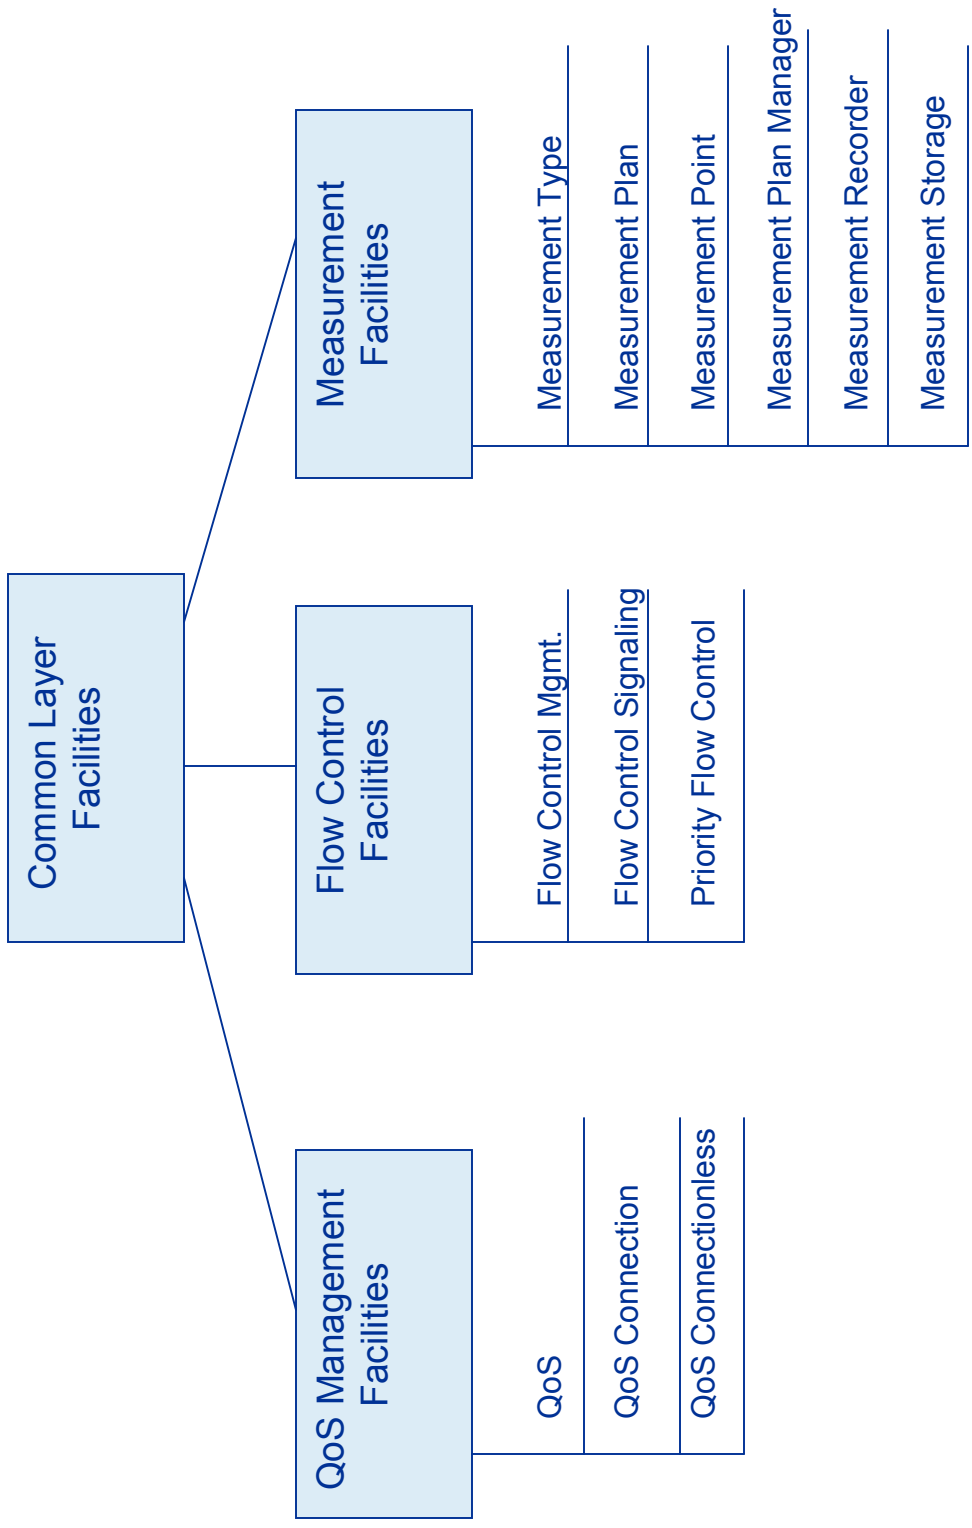 Common Layer
Facilities
QoS Management
Facilities
QoS
QoS Connection
QoS Connectionless
Flow Control
Facilities
Flow Control Mgmt.
Flow Control Signaling
Priority Flow Control
Measurement
Facilities
Measurement Type
Measurement Plan
Measurement Point
Measurement Plan Manager
Measurement Recorder
Measurement Storage